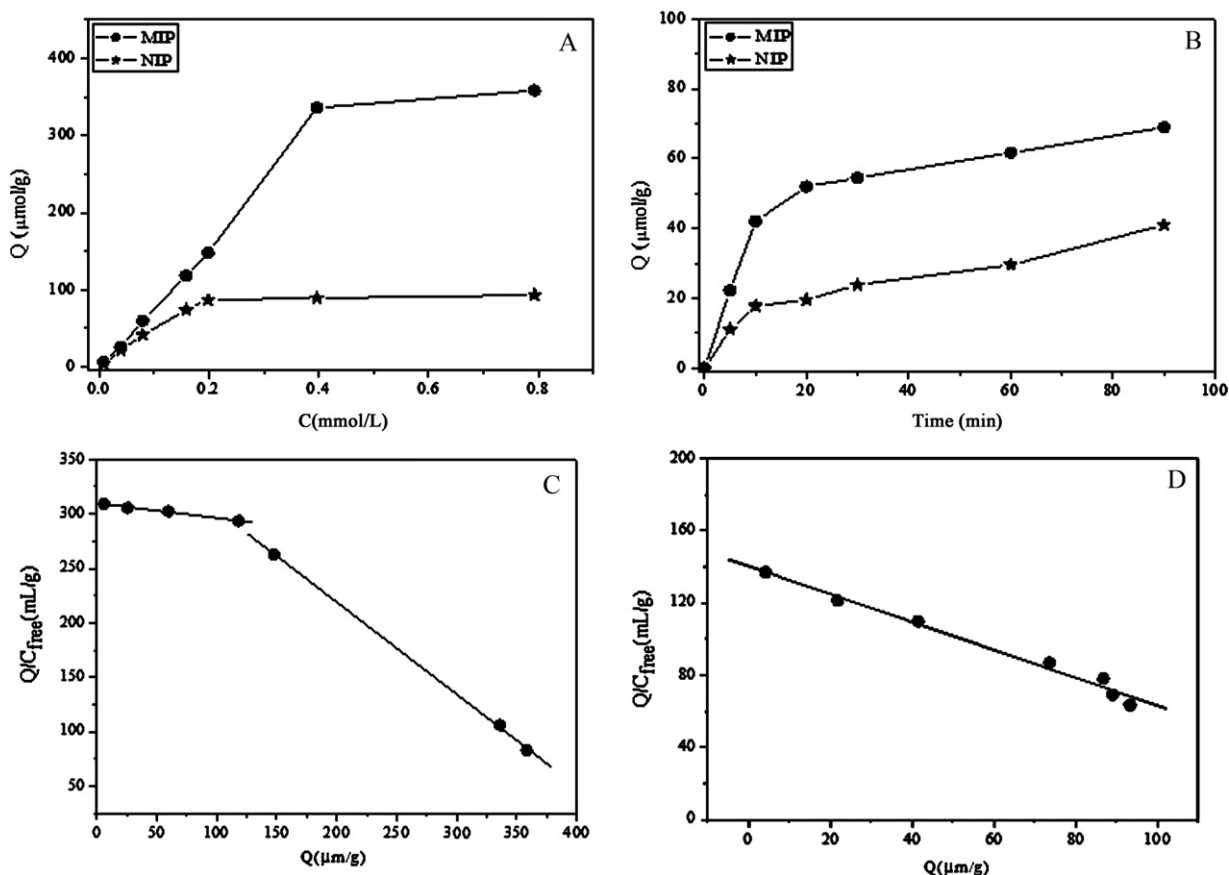 MIP
NIP
A
Q (μmol/g)
400
300
200
100
0
0.0 0.2 0.4 0.6 0.8
C(mmol/L)
MIP
NIP
B
Q (μmol/g)
100
80
60
40
20
0
0 20 40 60 80 100
Time (min)
C
Q/Cfree(mL/g)
350
300
250
200
150
100
50
0 50 100 150 200 250 300 350 400
Q(μm/g)
D
Q/Cfree(mL/g)
200
160
120
80
40
0
0 20 40 60 80 100
Q(μm/g)